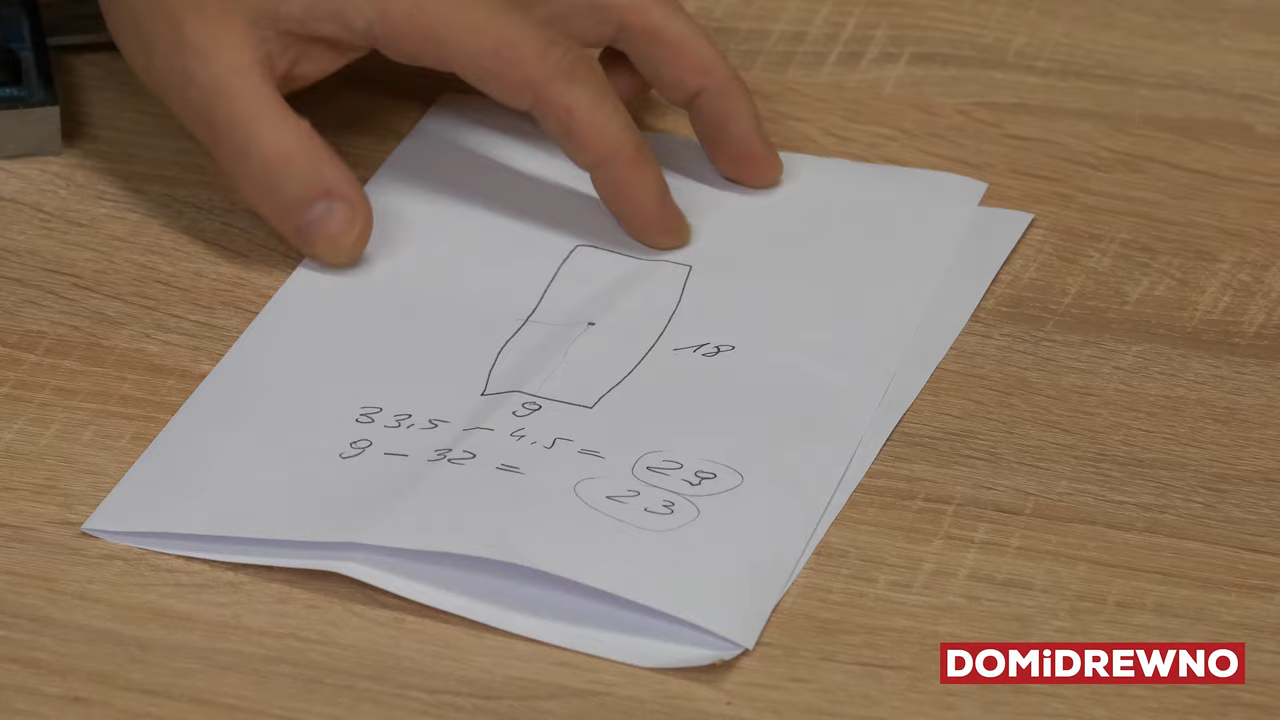 18
9
33,5 - 4,5 = 29
9 - 32 = 23
DOMiDREWNO